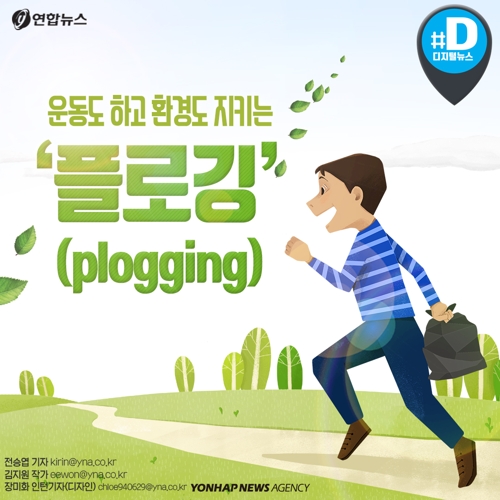 연합뉴스
#D
디지털뉴스
운동도 하고 환경도 지키는
‘플로깅’
(plogging)
전승엽 기자 kirin@yna.co,kr
김지원 작가 eewon@yna.co,kr
장미화 인턴기자(디자인) chioe940629@yna,co,kr
YONHAP NEWS AGENCY